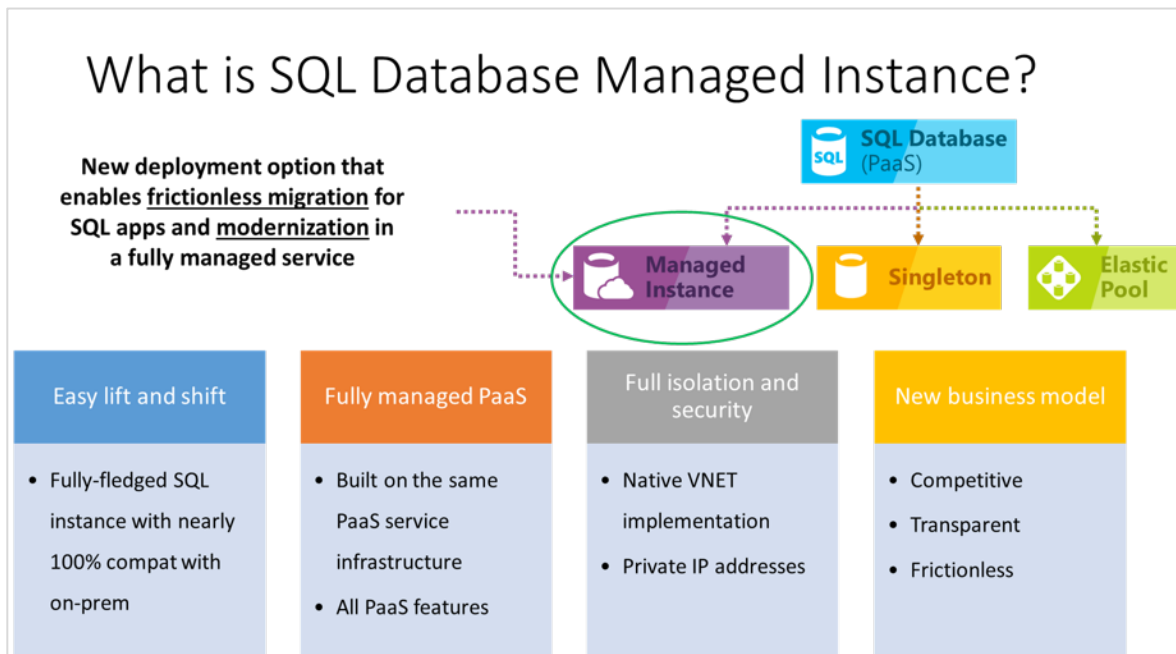 What is SQL Database Managed Instance?
New deployment option that
enables frictionless migration for
SQL apps and modernization in
a fully managed service
SQL
SQL Database
(PaaS)
Managed
Instance
Singleton
Elastic
Pool
Easy lift and shift
• Fully-fledged SQL
instance with nearly
100% compat with
on-prem
Fully managed PaaS
• Built on the same
PaaS service
infrastructure
• All PaaS features
Full isolation and
security
• Native VNET
implementation
• Private IP addresses
New business model
• Competitive
• Transparent
• Frictionless